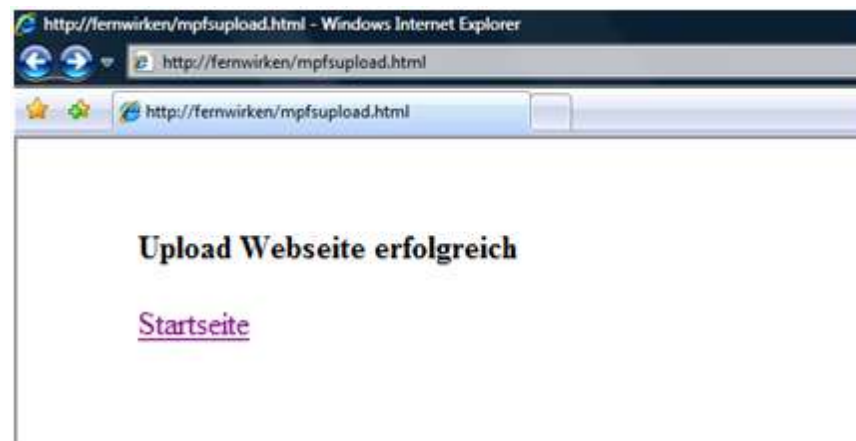 http://fernwirken/mpfsupload.html - Windows Internet Explorer
http://fernwirken/mpfsupload.html
http://fernwirken/mpfsupload.html
Upload Webseite erfolgreich
Startseite